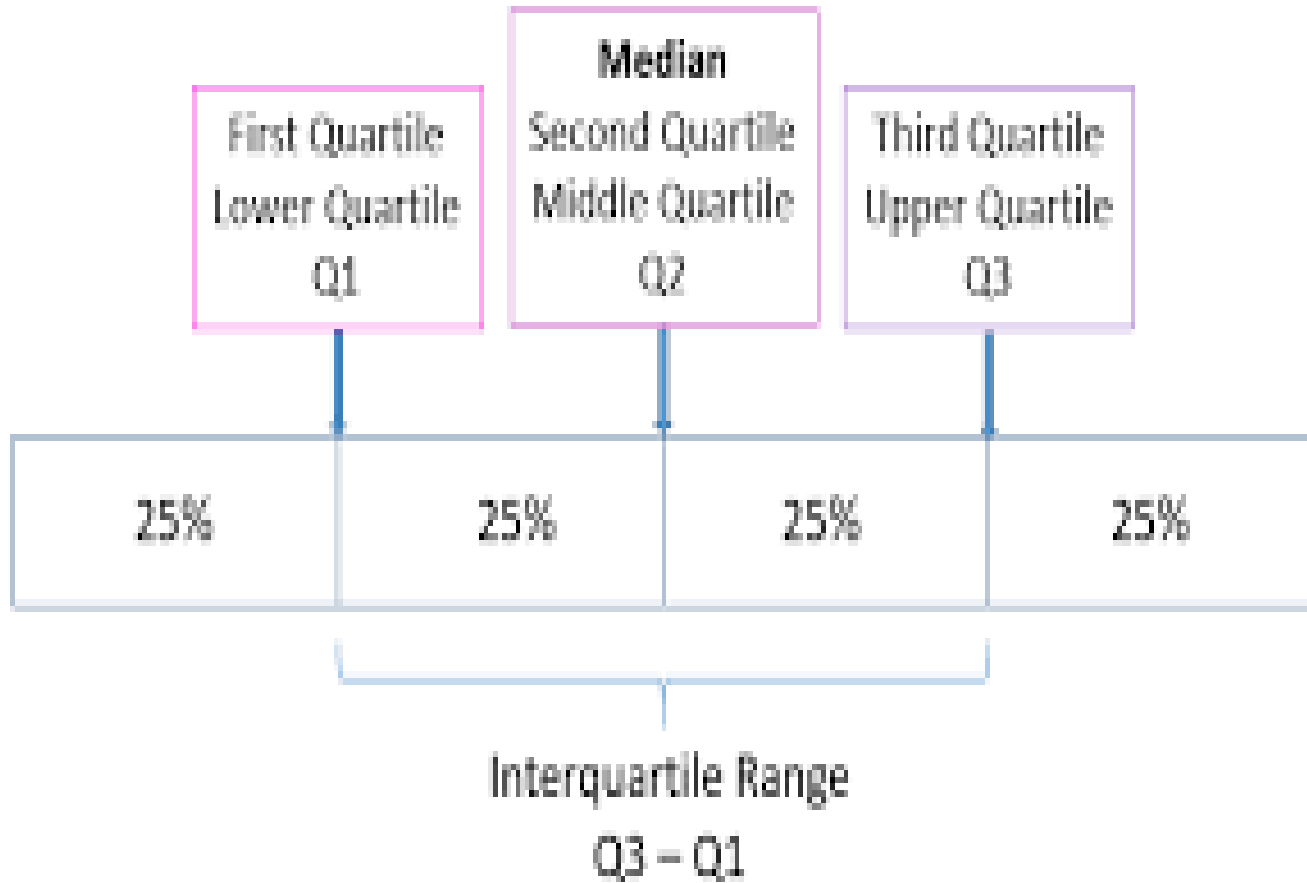 Median
First Quartile
Lower Quartile
Q1
Second Quartile
Middle Quartile
Q2
Third Quartile
Upper Quartile
Q3
25%
25%
25%
25%
Interquartile Range
Q3 – Q1